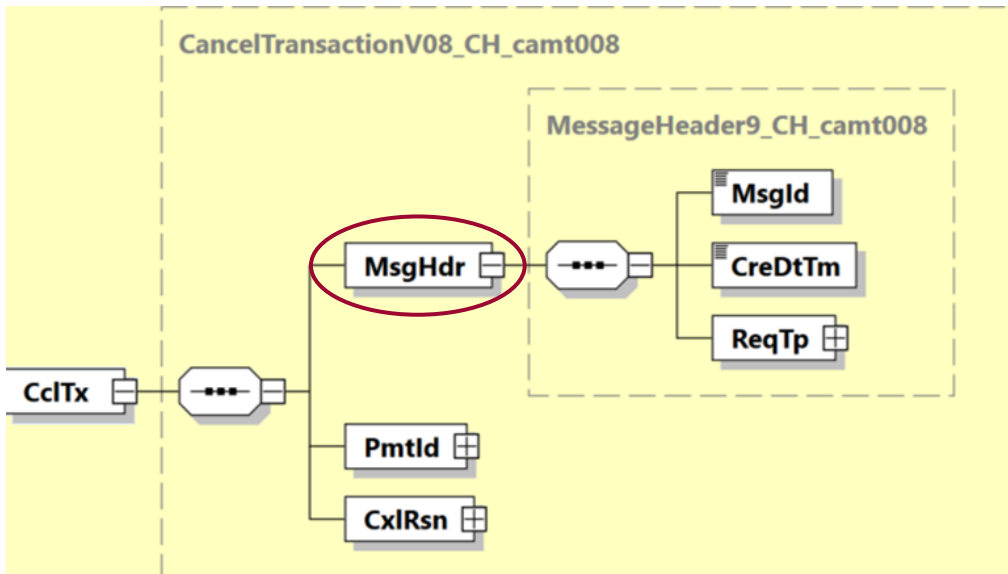 CancelTransactionV08_CH_camt008
MessageHeader9_CH_camt008
MsgId
MsgHdr
CreDtTm
ReqTp
CclTx
PmtId
CxlRsn